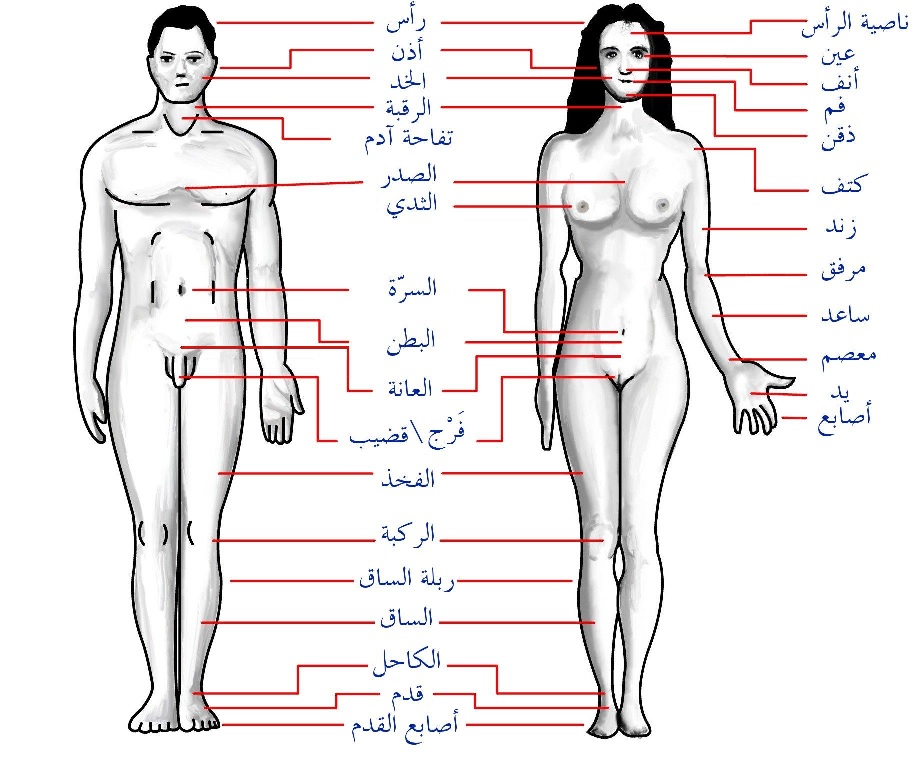 رأس
أذن
الخد
الرقبة
تفاحة آدم
الصدر
الثدي
السرّة
البطن
العانة
فَرْج\قضيب
الفخذ
الركبة
ربلة الساق
الساق
الكاحل
قدم
أصابع القدم
ناصية الرأس
عين
أنف
فم
ذقن
كتف
زند
مرفق
ساعد
معصم
يد
أصابع